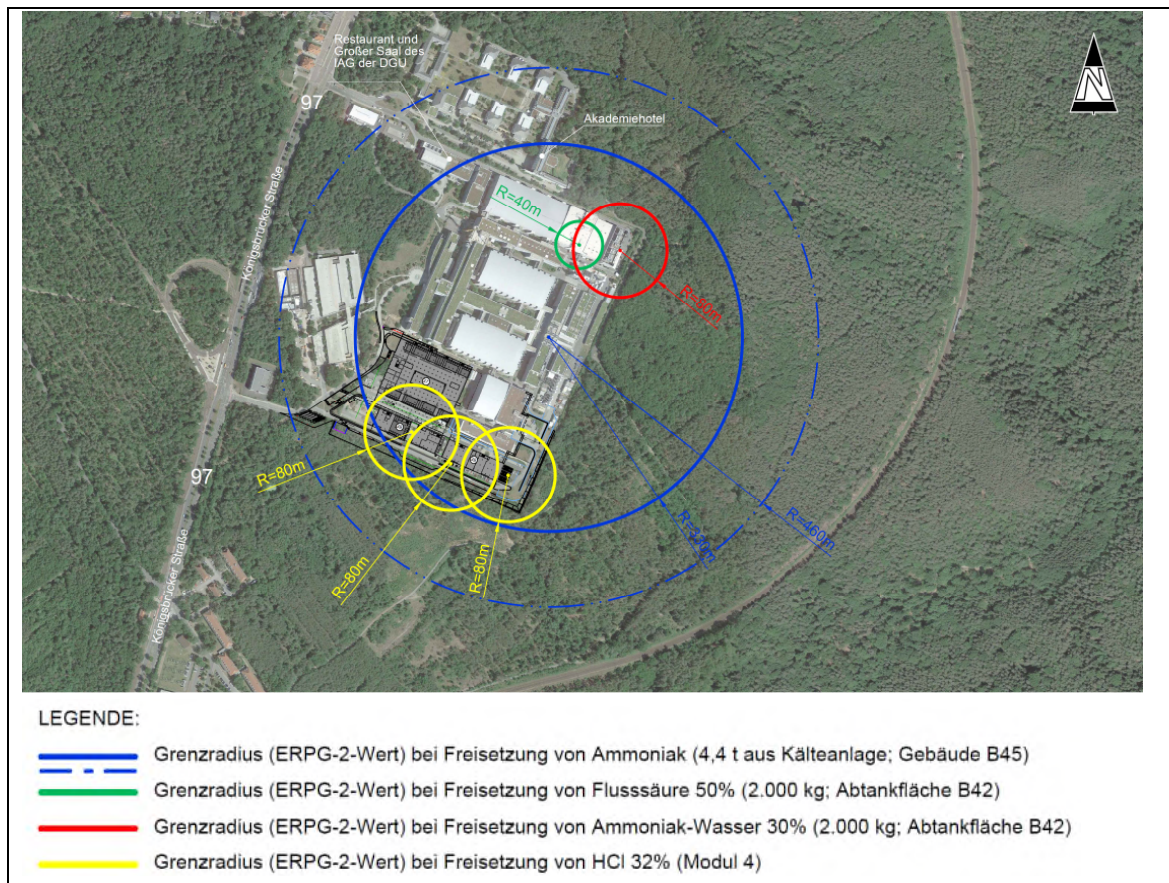 Restaurant und
Großer Saal des
IAG der DGU
97
N
Akademiehotel
Königsbrücker Straße
R=40m
R=80m
R=460m
R=330m
R=80m
97
R=80m
R=80m
Königsbrücker Straße
LEGENDE:
Grenzradius (ERPG-2-Wert) bei Freisetzung von Ammoniak (4,4 t aus Kälteanlage; Gebäude B45)
Grenzradius (ERPG-2-Wert) bei Freisetzung von Flusssäure 50% (2.000 kg; Abtankfläche B42)
Grenzradius (ERPG-2-Wert) bei Freisetzung von Ammoniak-Wasser 30% (2.000 kg; Abtankfläche B42)
Grenzradius (ERPG-2-Wert) bei Freisetzung von HCl 32% (Modul 4)